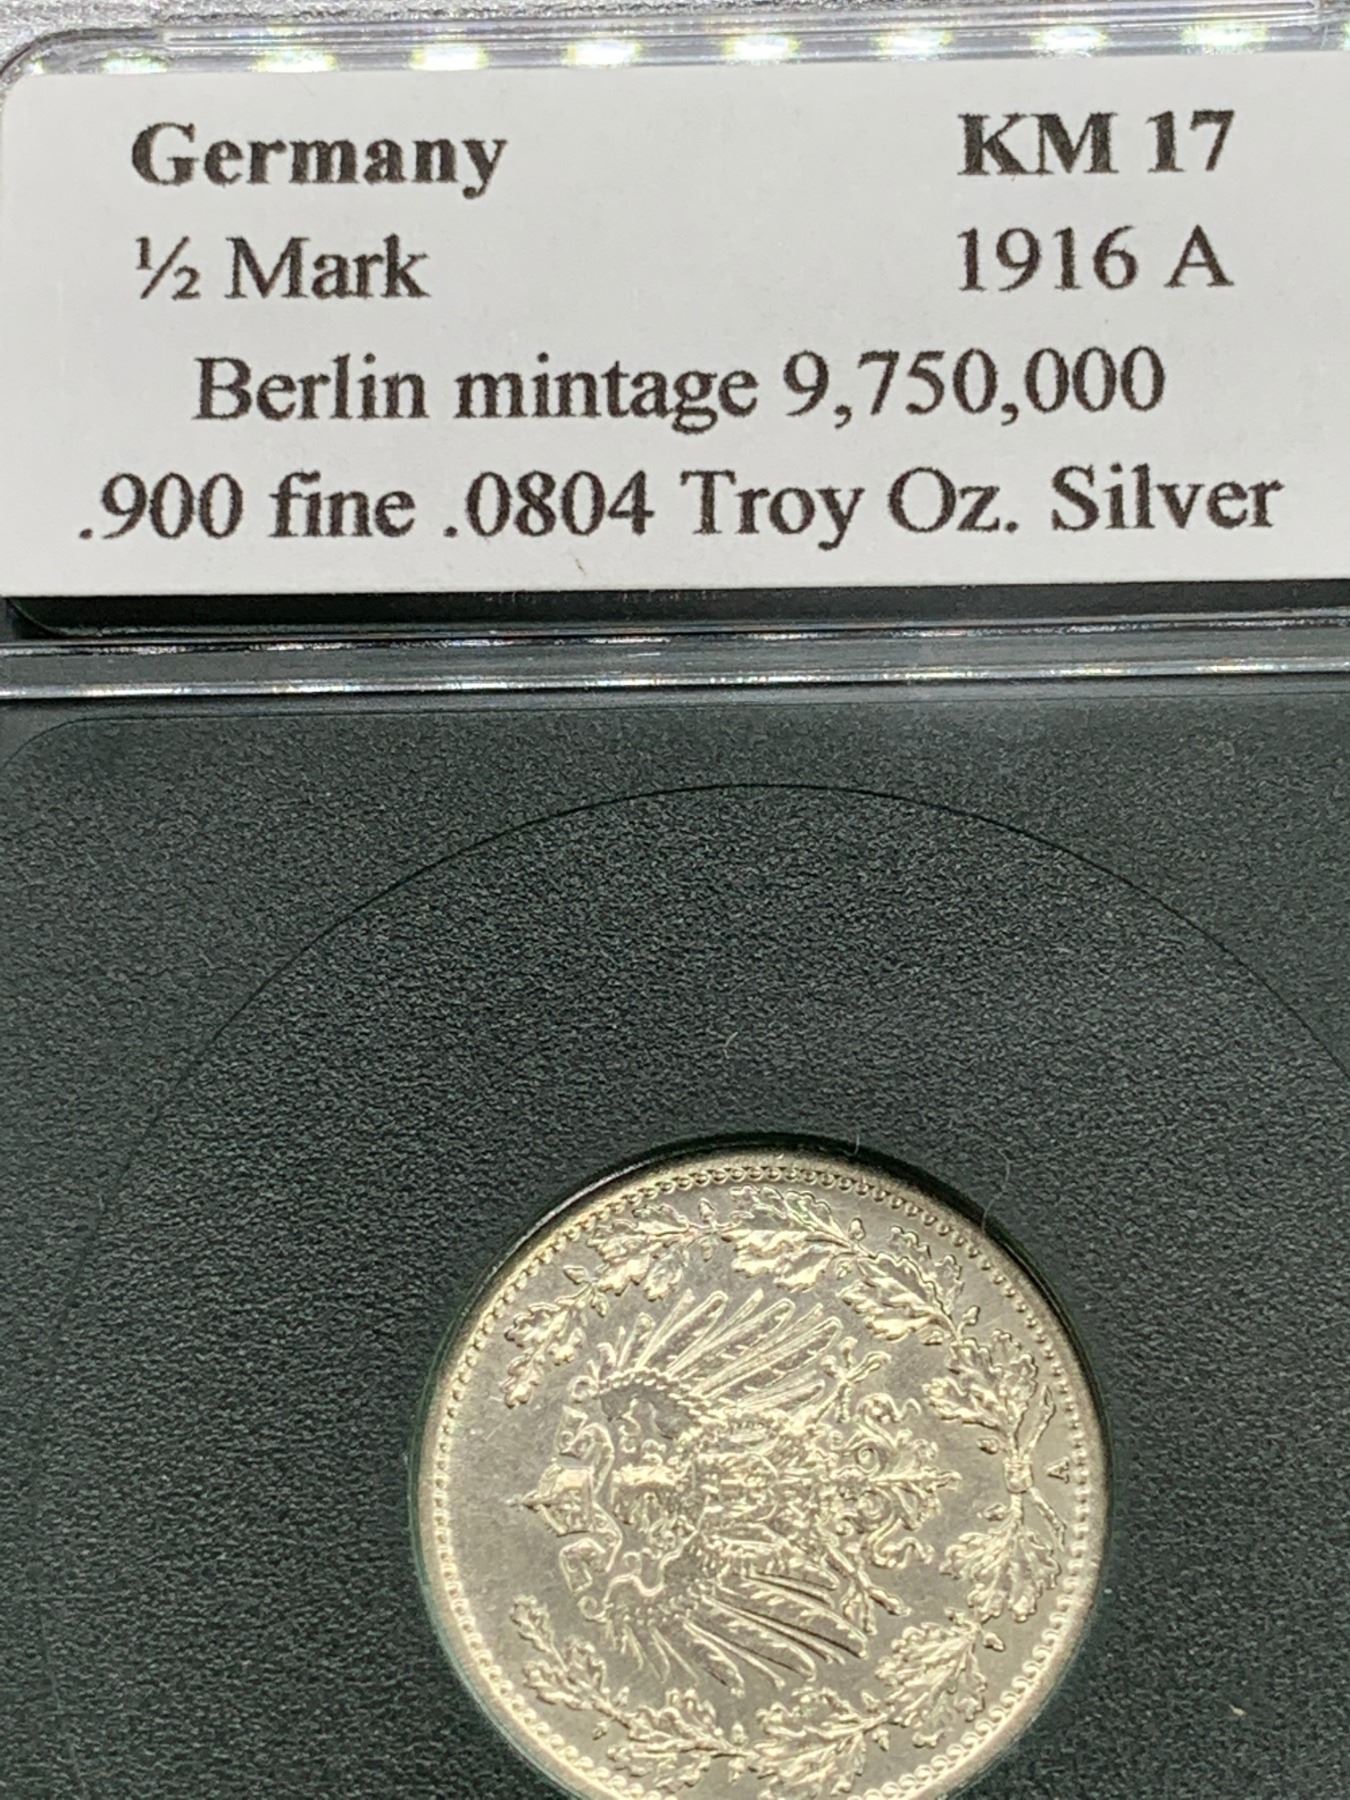 Germany KM 17
½ Mark 1916 A
Berlin mintage 9,750,000
.900 fine .0804 Troy Oz. Silver
A